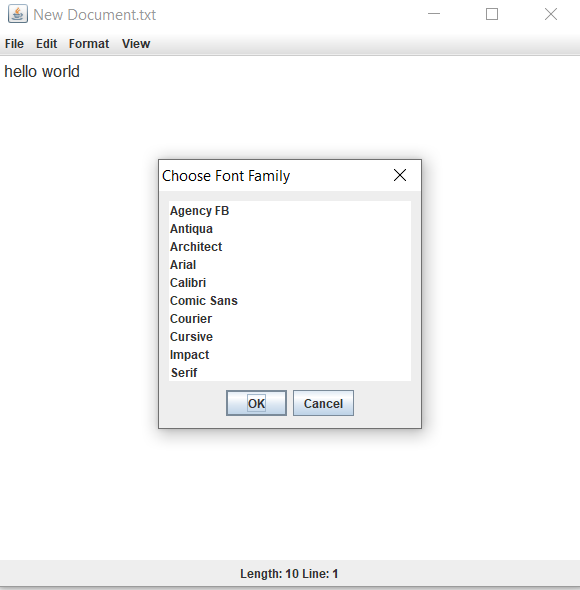 New Document.txt
File Edit Format View
hello world
Choose Font Family
Agency FB
Antiqua
Architect
Arial
Calibri
Comic Sans
Courier
Cursive
Impact
Serif
OK Cancel
Length: 10 Line: 1